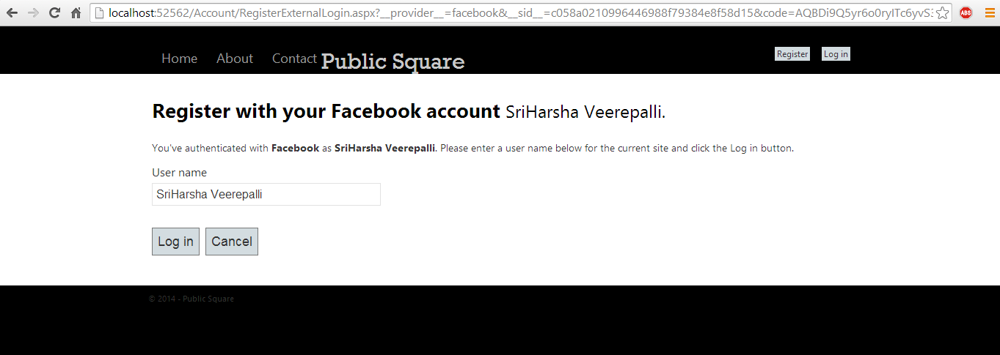 localhost:52562/Account/RegisterExternalLogin.aspx?__provider__=facebook&__sid__=c058a0210996446988f79384e8f58d15&code=AQBDi9Q5yr6o0ryITc6yvS3
ABS
Home About Contact Public Square Register Log in
Register with your Facebook account SriHarsha Veerepalli.
You've authenticated with Facebook as SriHarsha Veerepalli. Please enter a user name below for the current site and click the Log in button.
User name
SriHarsha Veerepalli
Log in Cancel
© 2014 - Public Square